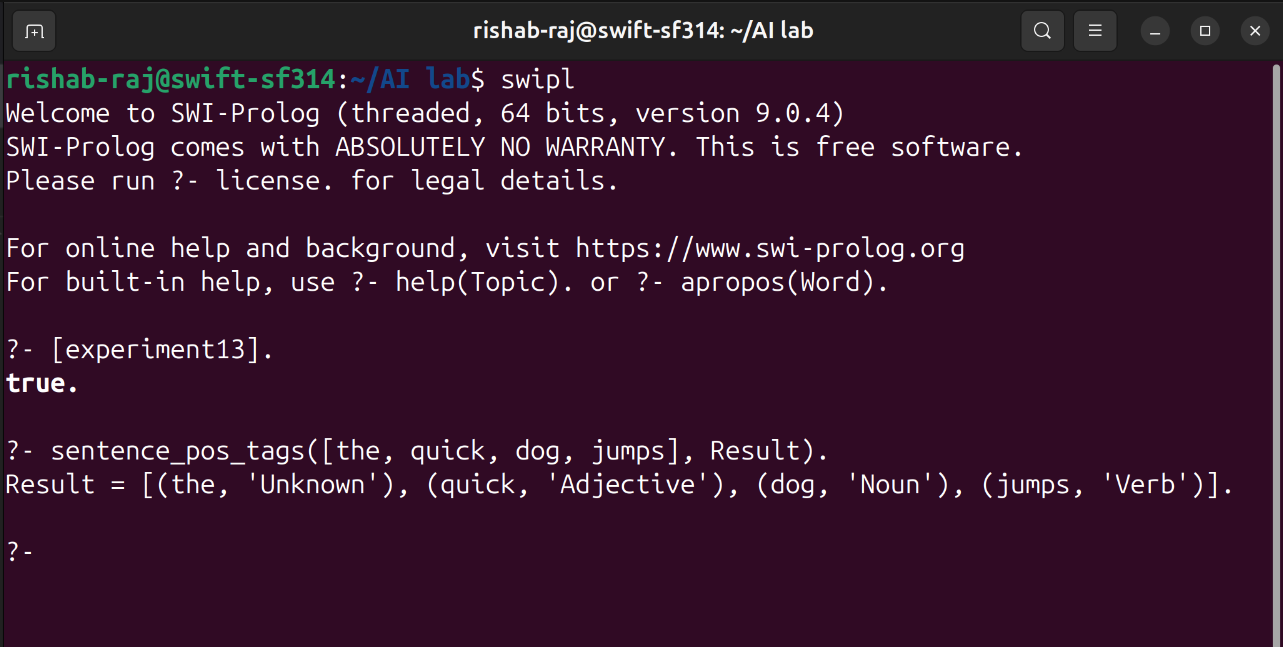 rishab-raj@swift-sf314: ~/AI lab
rishab-raj@swift-sf314:~/AI lab$ swipl
Welcome to SWI-Prolog (threaded, 64 bits, version 9.0.4)
SWI-Prolog comes with ABSOLUTELY NO WARRANTY. This is free software.
Please run ?- license. for legal details.
For online help and background, visit https://www.swi-prolog.org
For built-in help, use ?- help(Topic). or ?- apropos(Word).
?- [experiment13].
true.
?- sentence_pos_tags([the, quick, dog, jumps], Result).
Result = [(the, 'Unknown'), (quick, 'Adjective'), (dog, 'Noun'), (jumps, 'Verb')].
?-